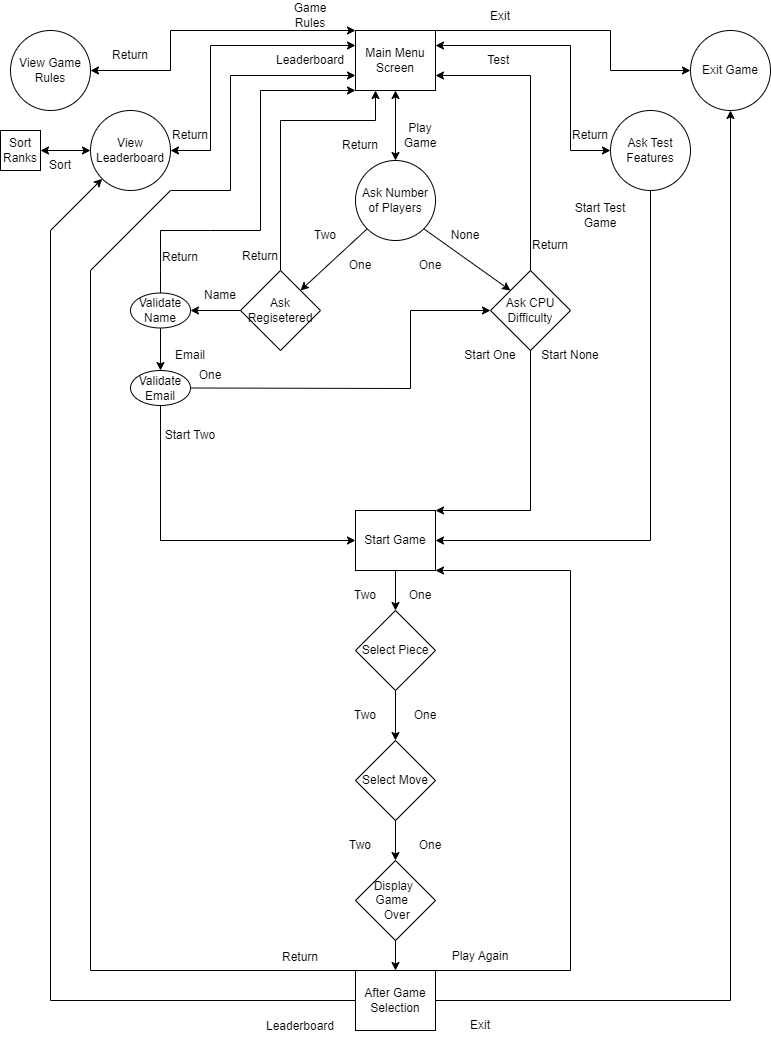 Game
Rules
Exit
View Game
Rules
Return
Leaderboard
Main Menu
Screen
Test
Exit Game
Sort
Ranks
Sort
View
Leaderboard
Return
Return
Play
Game
Return
Ask Test
Features
Ask Number
of Players
Start Test
Game
Two
One
None
One
Return
Return
Return
Validate
Name
Name
Ask
Regisetered
Ask CPU
Difficulty
Email
Validate
Email
One
Start One
Start None
Start Two
Start Game
Two
One
Select Piece
Two
One
Select Move
Two
One
Display
Game
Over
Return
Play Again
After Game
Selection
Leaderboard
Exit